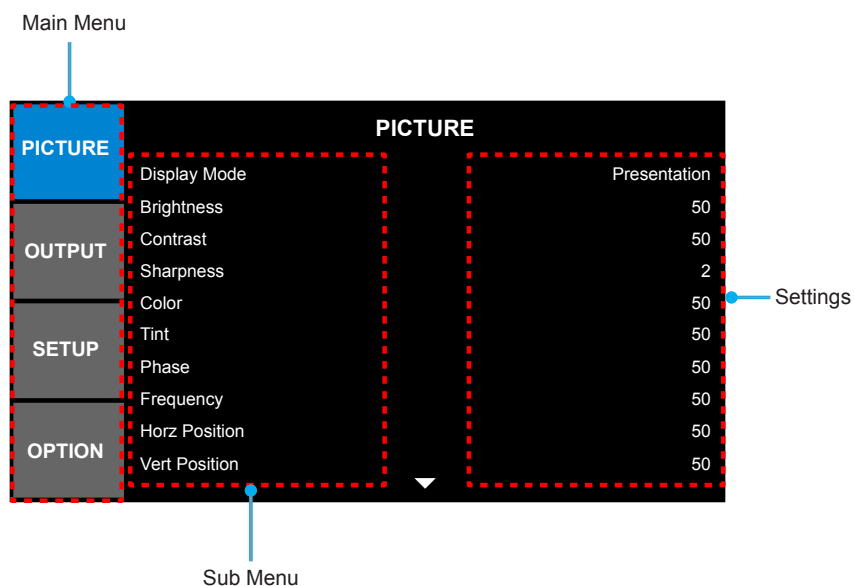 Main Menu
PICTURE
OUTPUT
SETUP
OPTION
PICTURE
Display Mode Presentation
Brightness 50
Contrast 50
Sharpness 2
Color 50
Tint 50
Phase 50
Frequency 50
Horz Position 50
Vert Position 50
Settings
Sub Menu